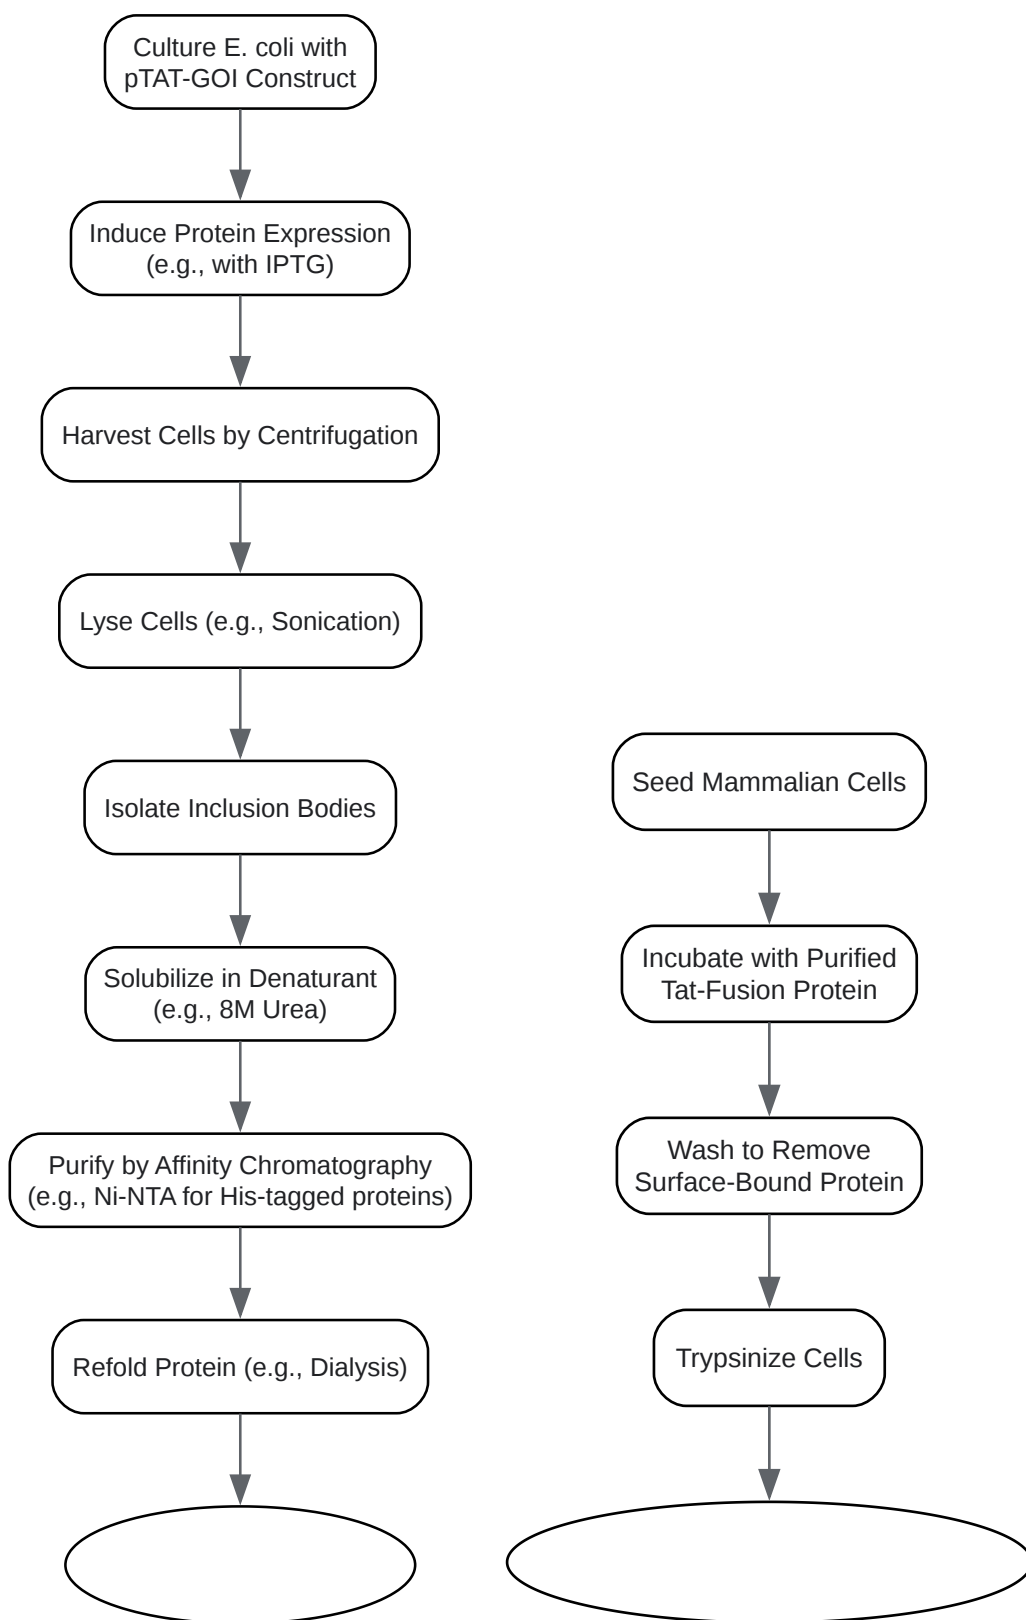 Culture E. coli with
pTAT-GOI Construct
Induce Protein Expression
(e.g., with IPTG)
Harvest Cells by Centrifugation
Lyse Cells (e.g., Sonication)
Isolate Inclusion Bodies
Solubilize in Denaturant
(e.g., 8M Urea)
Purify by Affinity Chromatography
(e.g., Ni-NTA for His-tagged proteins)
Refold Protein (e.g., Dialysis)
Seed Mammalian Cells
Incubate with Purified
Tat-Fusion Protein
Wash to Remove
Surface-Bound Protein
Trypsinize Cells